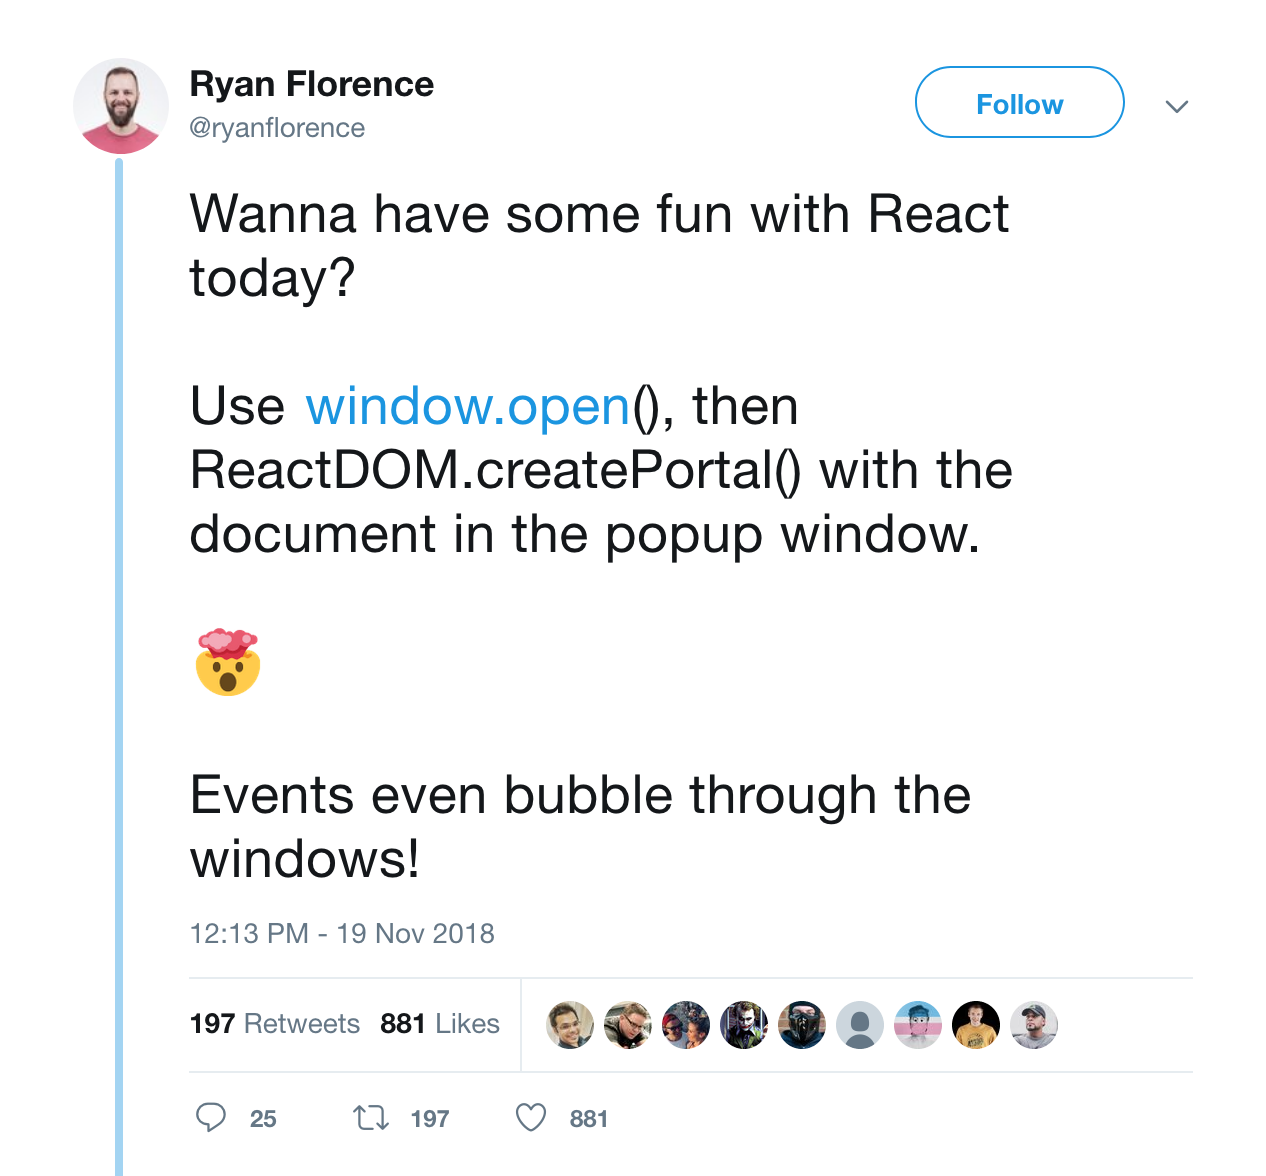 Ryan Florence
@ryanflorence
Follow
Wanna have some fun with React
today?
Use window.open(), then
ReactDOM.createPortal() with the
document in the popup window.
🤯
Events even bubble through the
windows!
12:13 PM - 19 Nov 2018
197 Retweets 881 Likes
25 197 881